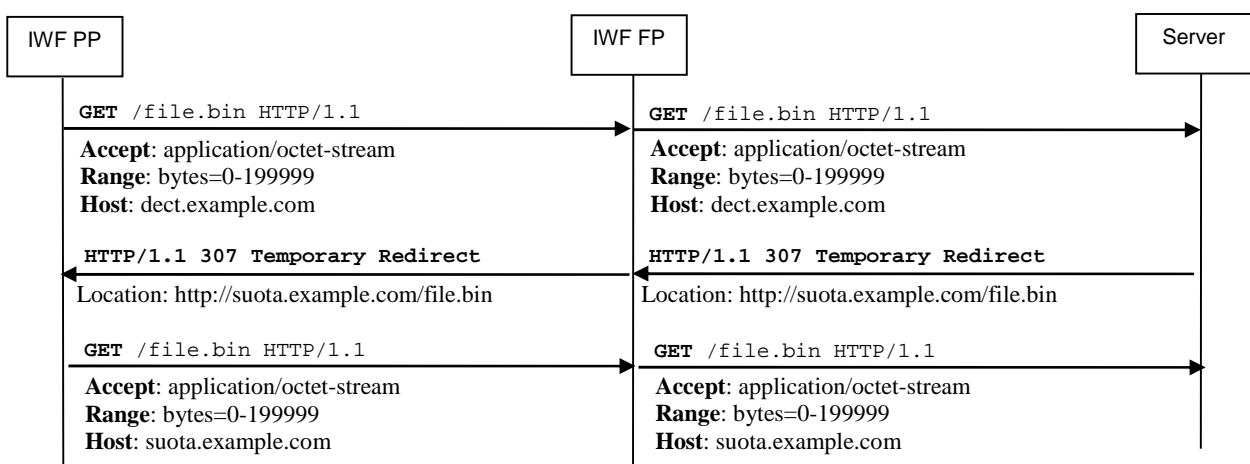 IWF PP
IWF FP
Server
GET /file.bin HTTP/1.1
GET /file.bin HTTP/1.1
Accept: application/octet-stream
Range: bytes=0-199999
Host: dect.example.com
Accept: application/octet-stream
Range: bytes=0-199999
Host: dect.example.com
HTTP/1.1 307 Temporary Redirect
HTTP/1.1 307 Temporary Redirect
Location: http://suota.example.com/file.bin
Location: http://suota.example.com/file.bin
GET /file.bin HTTP/1.1
GET /file.bin HTTP/1.1
Accept: application/octet-stream
Range: bytes=0-199999
Host: suota.example.com
Accept: application/octet-stream
Range: bytes=0-199999
Host: suota.example.com